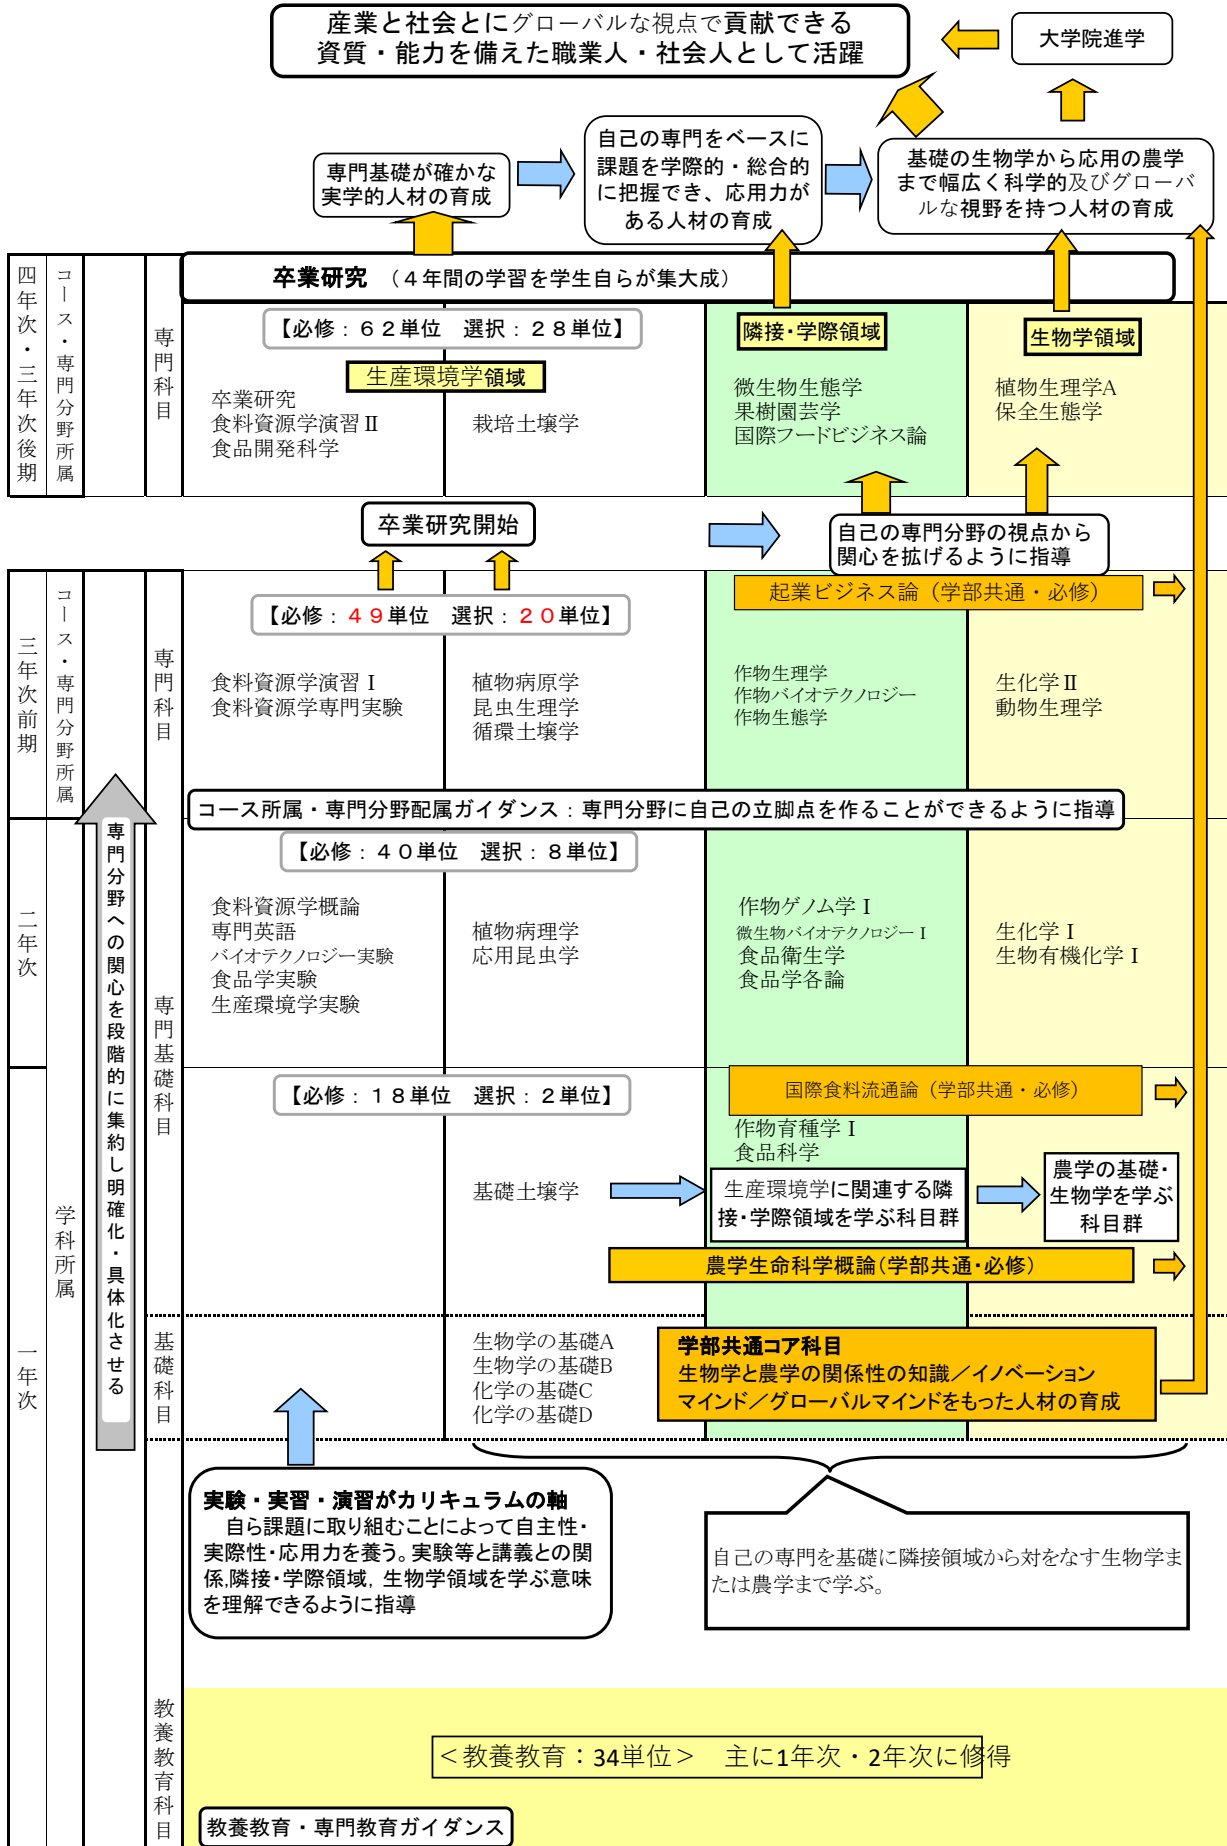 産業と社会とにグローバルな視点で貢献できる
資質・能力を備えた職業人・社会人として活躍
大学院進学
専門基礎が確かな
実学的人材の育成
自己の専門をベースに
課題を学際的・総合的
に把握でき、応用力が
ある人材の育成
基礎の生物学から応用の農学
まで幅広く科学的及びグローバ
ルな視野を持つ人材の育成
四年次・三年次後期
コース・専門分野所属
専門科目
卒業研究 （４年間の学習を学生自らが集大成）
【必修：６２単位 選択：２８単位】
生産環境学領域
隣接・学際領域
生物学領域
卒業研究
食料資源学演習Ⅱ
食品開発科学
栽培土壌学
微生物生態学
果樹園芸学
国際フードビジネス論
植物生理学A
保全生態学
卒業研究開始
自己の専門分野の視点から
関心を拡げるように指導
三年次前期
コース・専門分野所属
専門科目
起業ビジネス論（学部共通・必修）
【必修：４９単位 選択：２０単位】
食料資源学演習Ⅰ
食料資源学専門実験
植物病原学
昆虫生理学
循環土壌学
作物生理学
作物バイオテクノロジー
作物生態学
生化学Ⅱ
動物生理学
コース所属・専門分野配属ガイダンス：専門分野に自己の立脚点を作ることができるように指導
専門分野への関心を段階的に集約し明確化・具体化させる
二年次
専門基礎科目
【必修：４０単位 選択：８単位】
食料資源学概論
専門英語
バイオテクノロジー実験
食品学実験
生産環境学実験
植物病理学
応用昆虫学
作物ゲノム学Ⅰ
微生物バイオテクノロジーⅠ
食品衛生学
食品学各論
生化学Ⅰ
生物有機化学Ⅰ
一年次
学科所属
【必修：１８単位 選択：２単位】
国際食料流通論（学部共通・必修）
作物育種学Ⅰ
食品科学
基礎土壌学
生産環境学に関連する隣
接・学際領域を学ぶ科目群
農学の基礎・
生物学を学ぶ
科目群
農学生命科学概論(学部共通・必修)
基礎科目
生物学の基礎A
生物学の基礎B
化学の基礎C
化学の基礎D
学部共通コア科目
生物学と農学の関係性の知識／イノベーション
マインド／グローバルマインドをもった人材の育成
実験・実習・演習がカリキュラムの軸
自ら課題に取り組むことによって自主性・
実際性・応用力を養う。実験等と講義との関
係,隣接・学際領域, 生物学領域を学ぶ意味
を理解できるように指導
自己の専門を基礎に隣接領域から対をなす生物学ま
たは農学まで学ぶ。
教養教育科目
＜教養教育：34単位＞ 主に1年次・2年次に修得
教養教育・専門教育ガイダンス